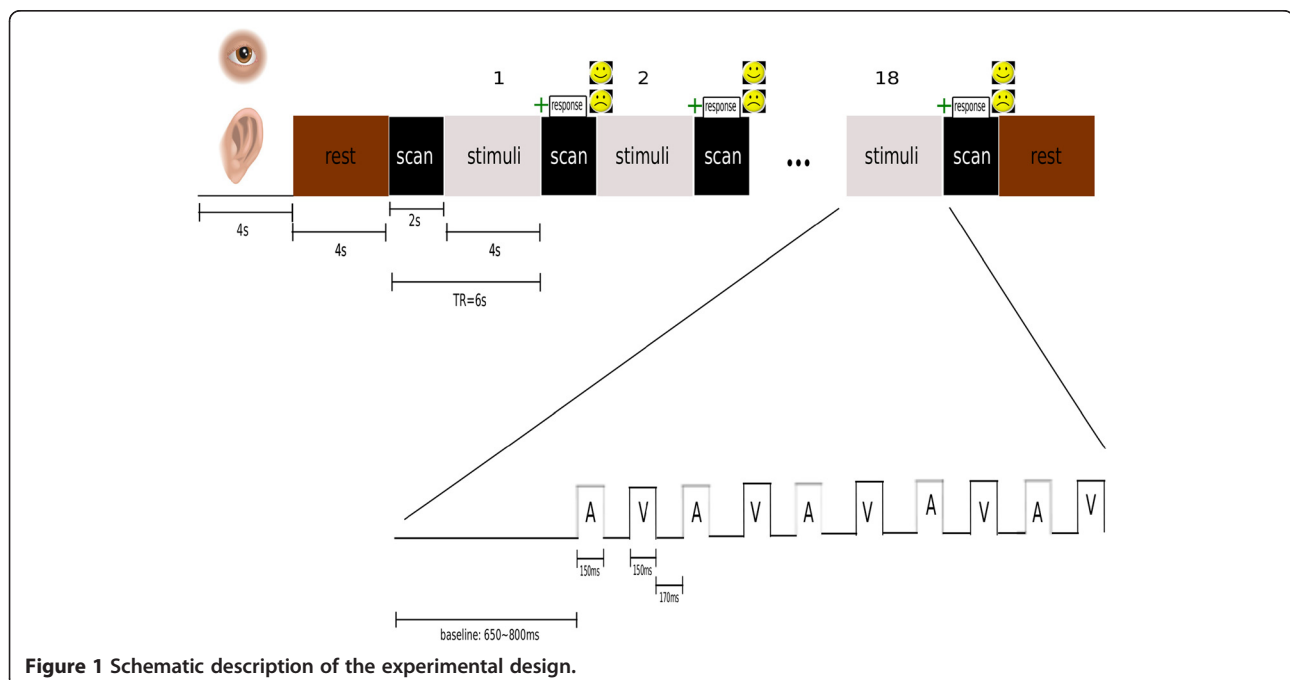 1 2 18
+ response + response + response
rest scan stimuli scan stimuli scan ... stimuli scan rest
4s 2s
4s 4s
TR=6s
A V A V A V A V A V
150ms 150ms
170ms
baseline: 650~800ms
Figure 1 Schematic description of the experimental design.